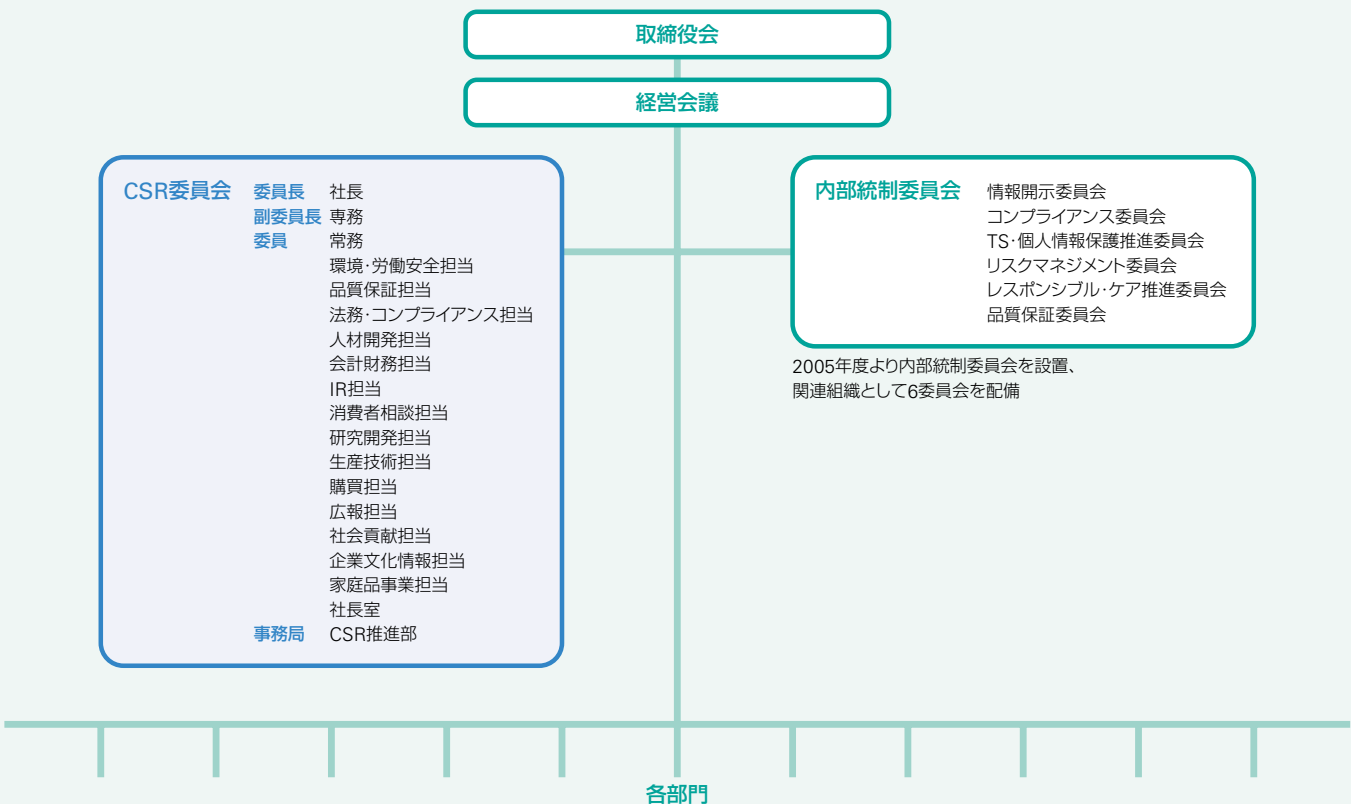 取締役会
経営会議
CSR委員会 委員長 社長
副委員長 専務
委員 常務
環境・労働安全担当
品質保証担当
法務・コンプライアンス担当
人材開発担当
会計財務担当
IR担当
消費者相談担当
研究開発担当
生産技術担当
購買担当
広報担当
社会貢献担当
企業文化情報担当
家庭品事業担当
社長室
事務局 CSR推進部
内部統制委員会 情報開示委員会
コンプライアンス委員会
TS・個人情報保護推進委員会
リスクマネジメント委員会
レスポンシブル・ケア推進委員会
品質保証委員会
2005年度より内部統制委員会を設置、
関連組織として6委員会を配備
各部門